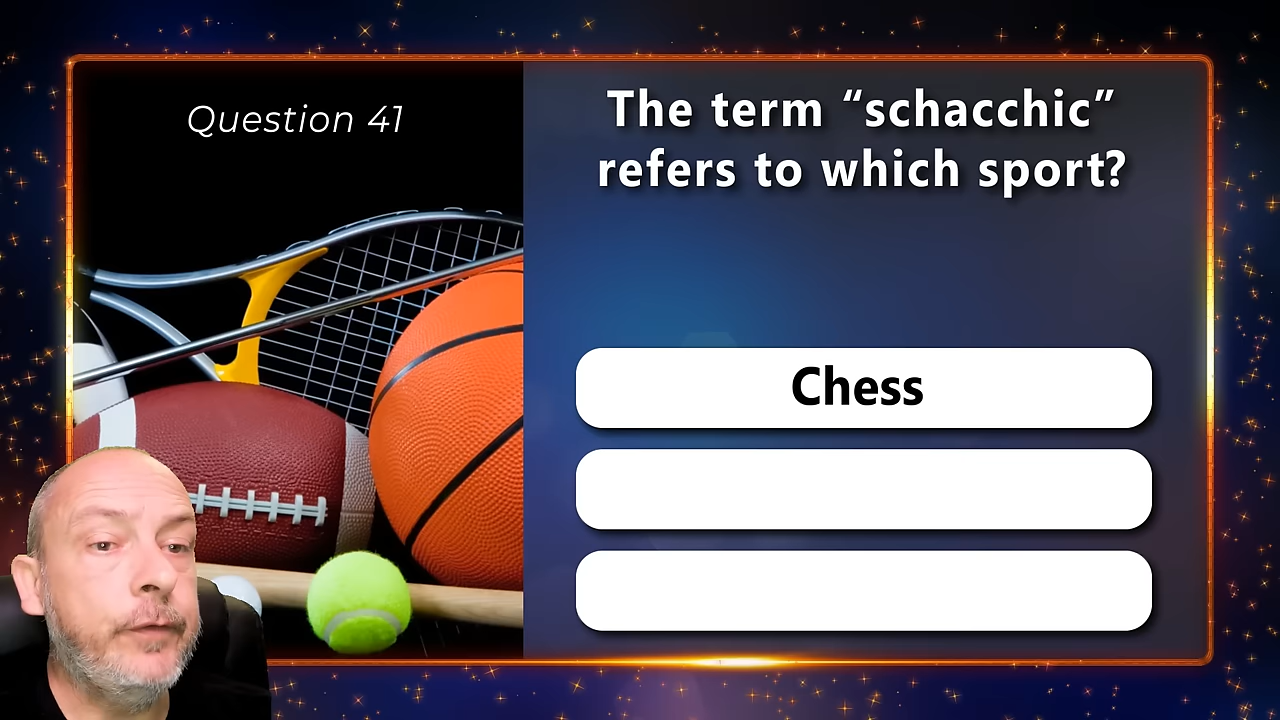 Question 41
The term “schacchic”
refers to which sport?
Chess